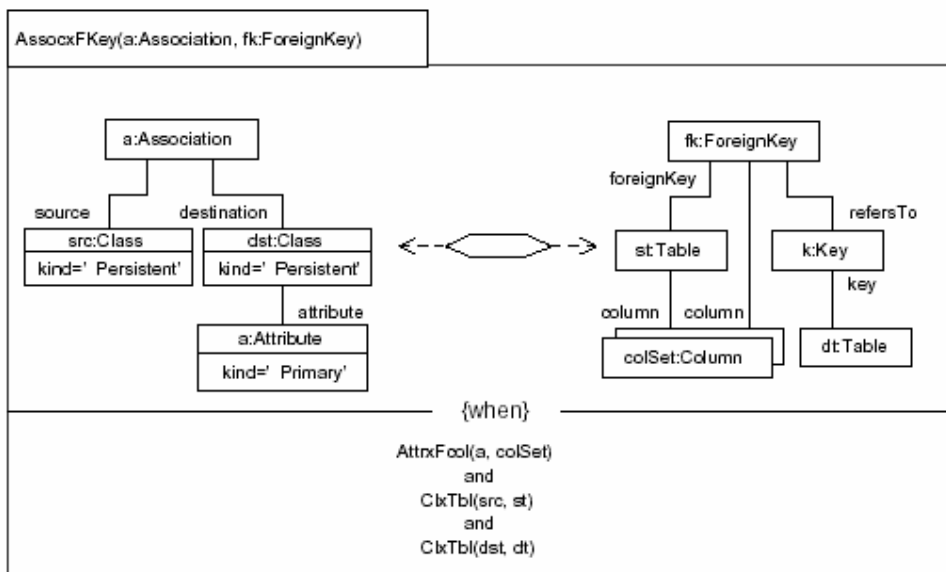 AssocxFKey(a:Association, fk:ForeignKey)
a:Association
source
destination
src:Class
kind=' Persistent'
dst:Class
kind=' Persistent'
attribute
a:Attribute
kind=' Primary'
fk:ForeignKey
foreignKey
refersTo
st:Table
k:Key
key
column
column
colSet:Column
dt:Table
{when}
AttrxFcol(a, colSet)
and
ClxTbl(src, st)
and
ClxTbl(dst, dt)